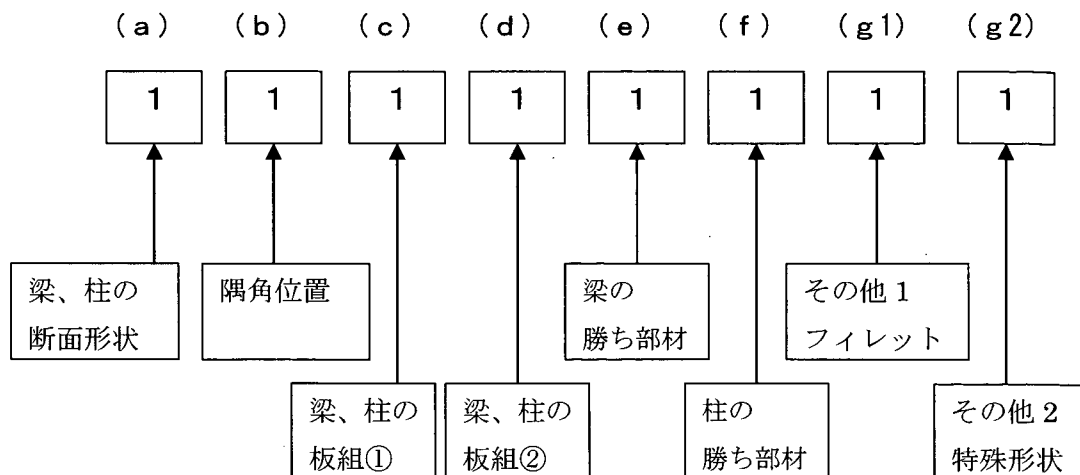 (a) (b) (c) (d) (e) (f) (g1) (g2)
1 1 1 1 1 1 1 1
梁、柱の
断面形状
隅角位置
梁の
勝ち部材
その他1
フィレット
梁、柱の
板組①
梁、柱の
板組②
柱の
勝ち部材
その他2
特殊形状